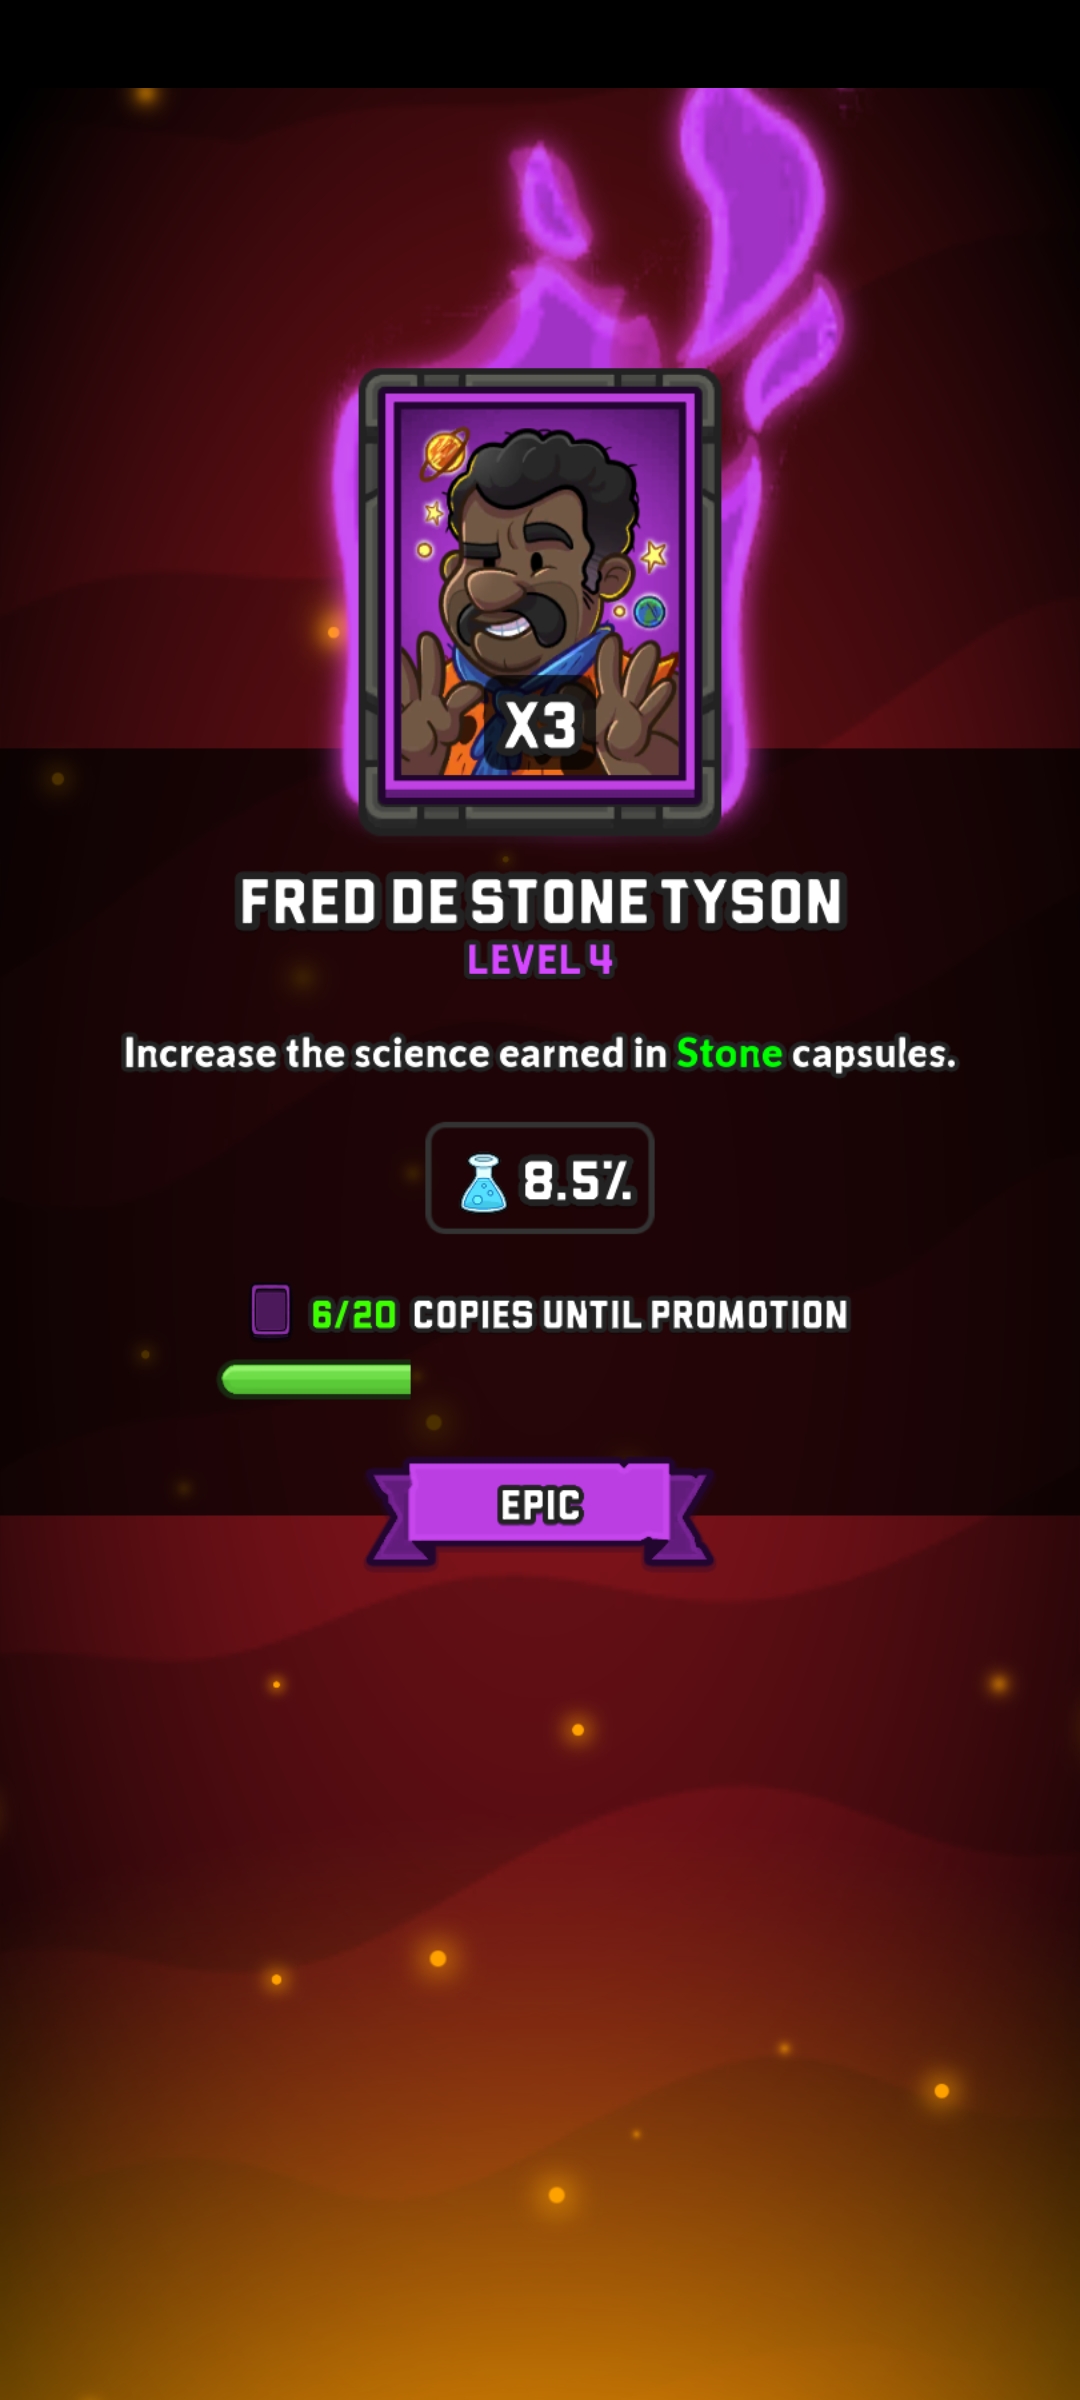 X3
FRED DE STONE TYSON
LEVEL 4
Increase the science earned in Stone capsules.
8.5%
6/20 COPIES UNTIL PROMOTION
EPIC